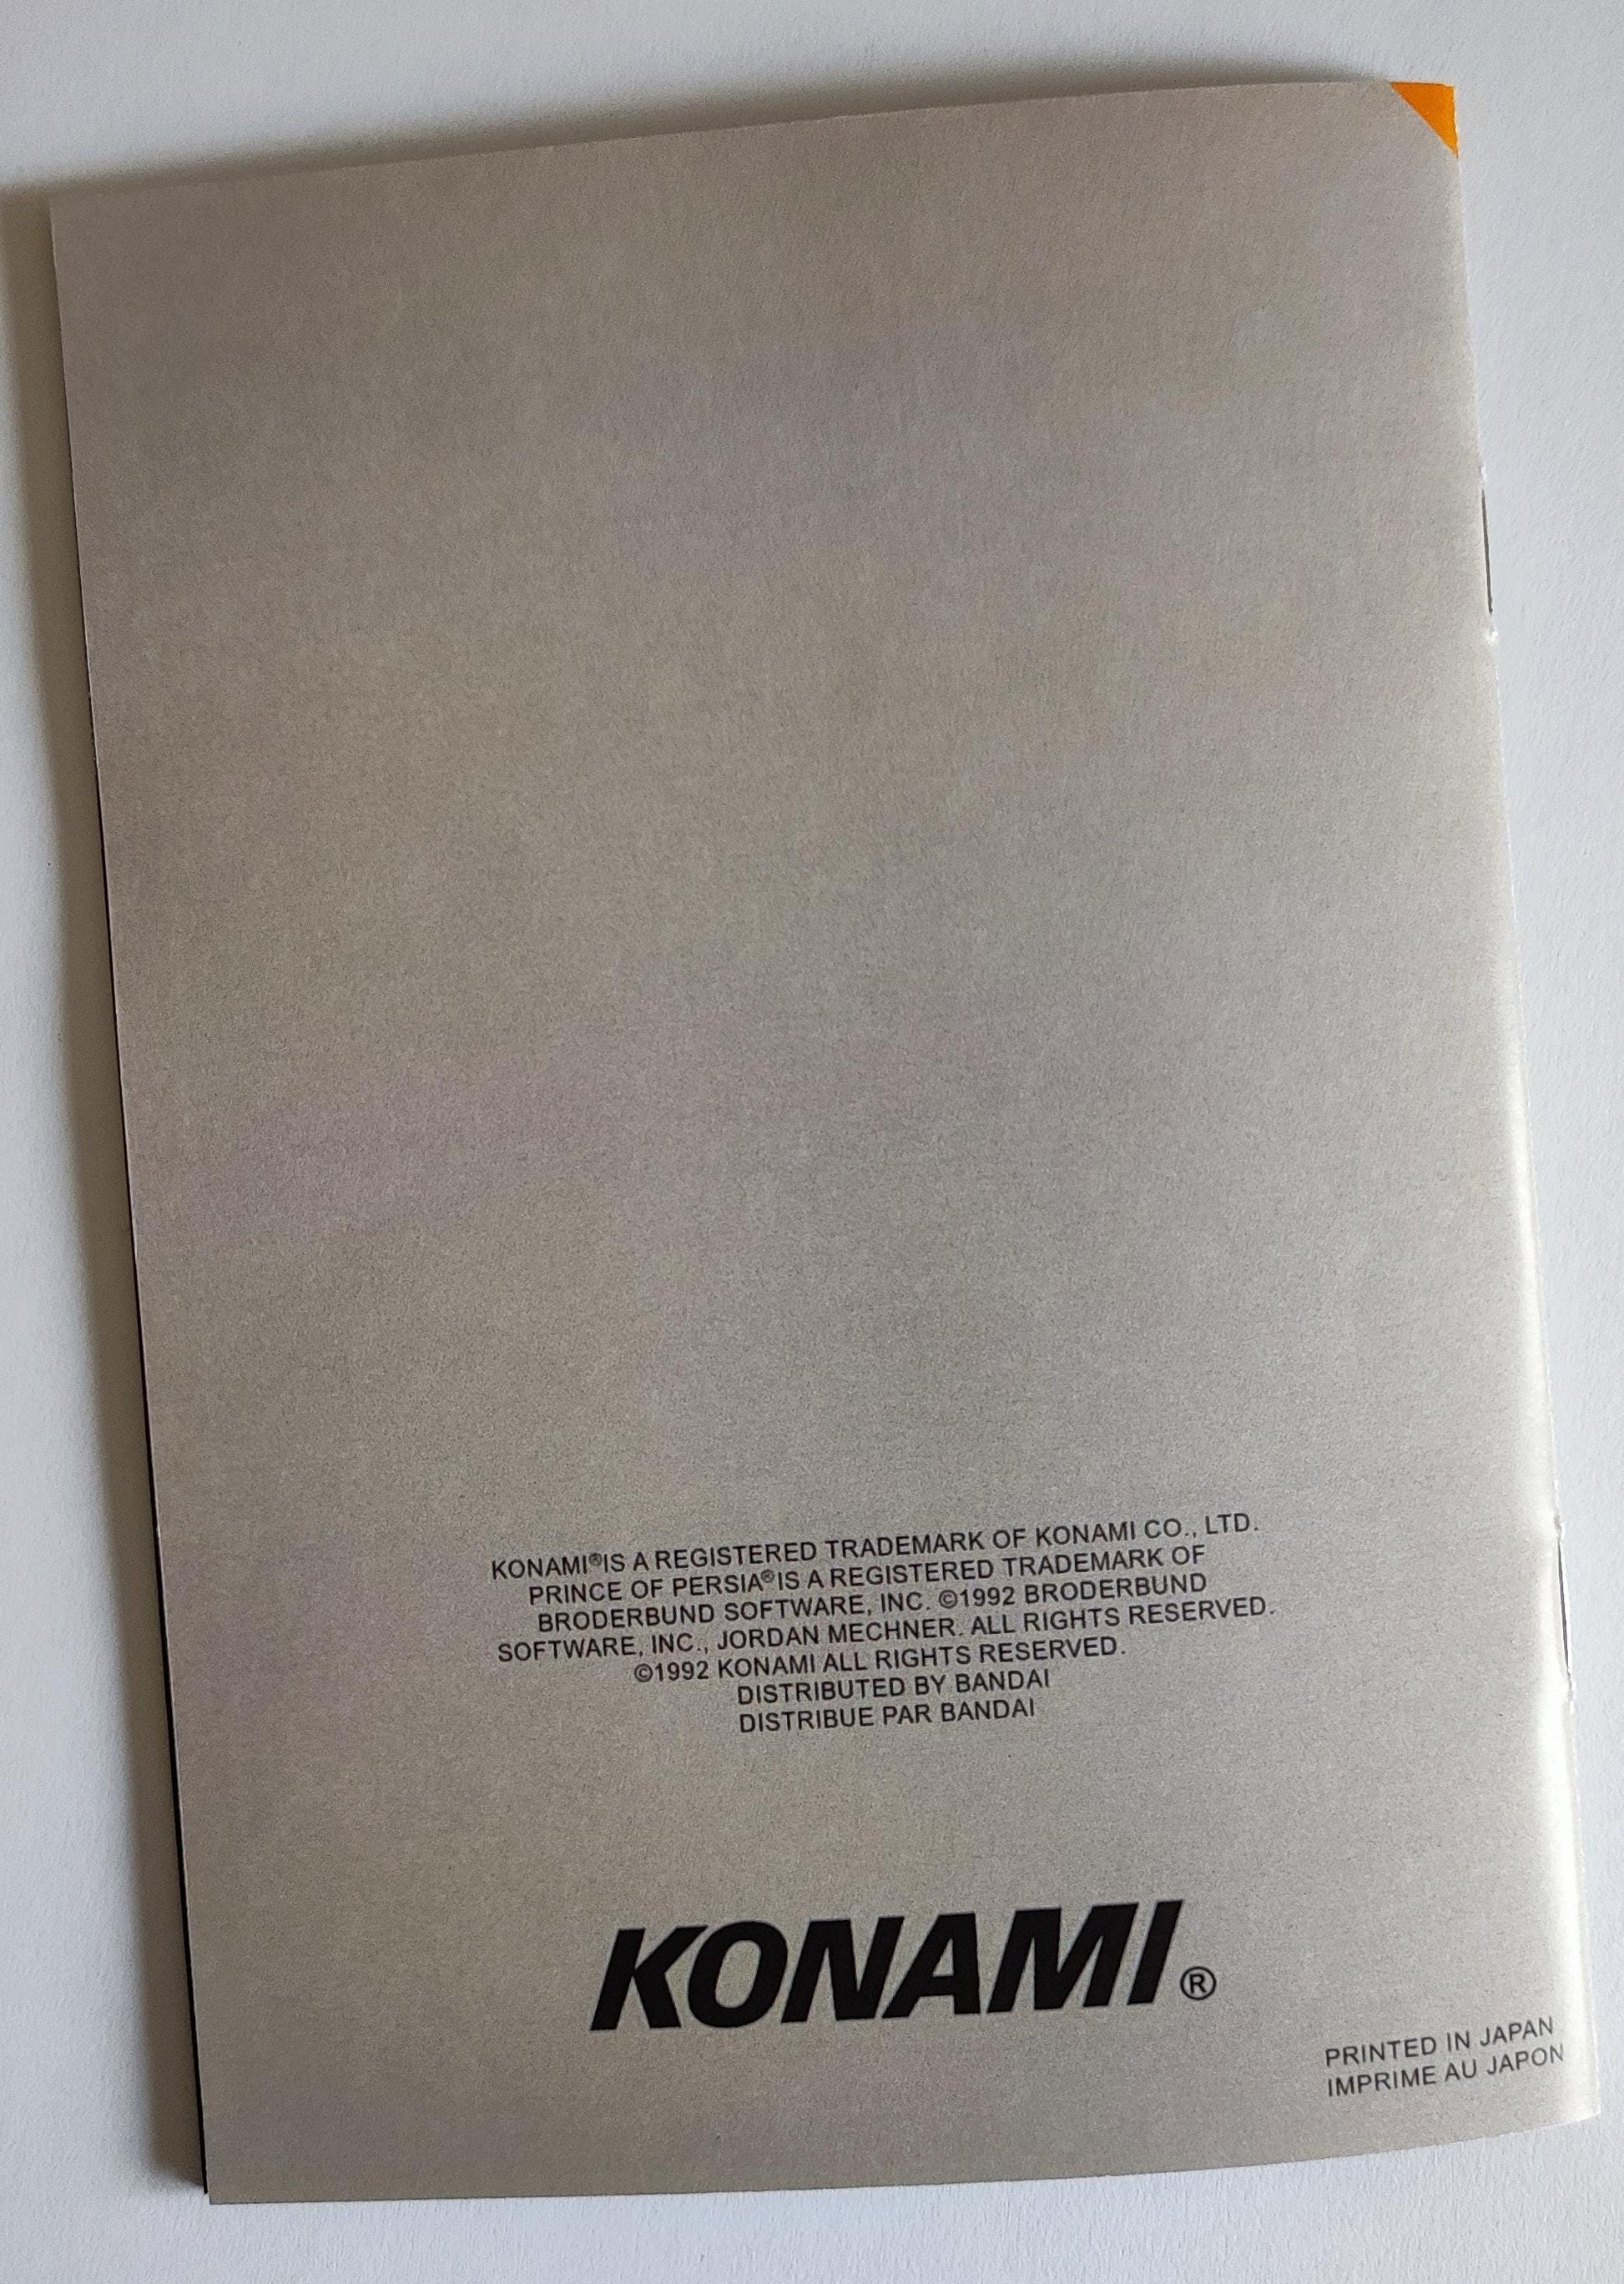 KONAMI®IS A REGISTERED TRADEMARK OF KONAMI CO., LTD.
PRINCE OF PERSIA®IS A REGISTERED TRADEMARK OF
BRODERBUND SOFTWARE, INC. ©1992 BRODERBUND
SOFTWARE, INC., JORDAN MECHNER. ALL RIGHTS RESERVED.
©1992 KONAMI ALL RIGHTS RESERVED.
DISTRIBUTED BY BANDAI
DISTRIBUE PAR BANDAI
KONAMI®
PRINTED IN JAPAN
IMPRIME AU JAPON